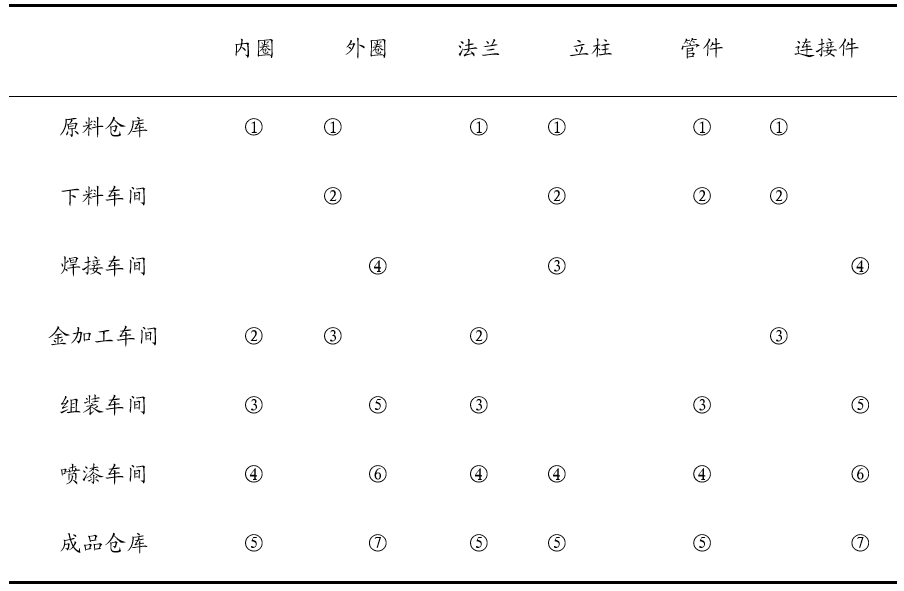 内圈 外圈 法兰 立柱 管件 连接件
原料仓库 ① ① ① ① ① ①
下料车间 ② ② ② ②
焊接车间 ④ ③ ④
金加工车间 ② ③ ② ③
组装车间 ③ ⑤ ③ ③ ⑤
喷漆车间 ④ ⑥ ④ ④ ④ ⑥
成品仓库 ⑤ ⑦ ⑤ ⑤ ⑤ ⑦